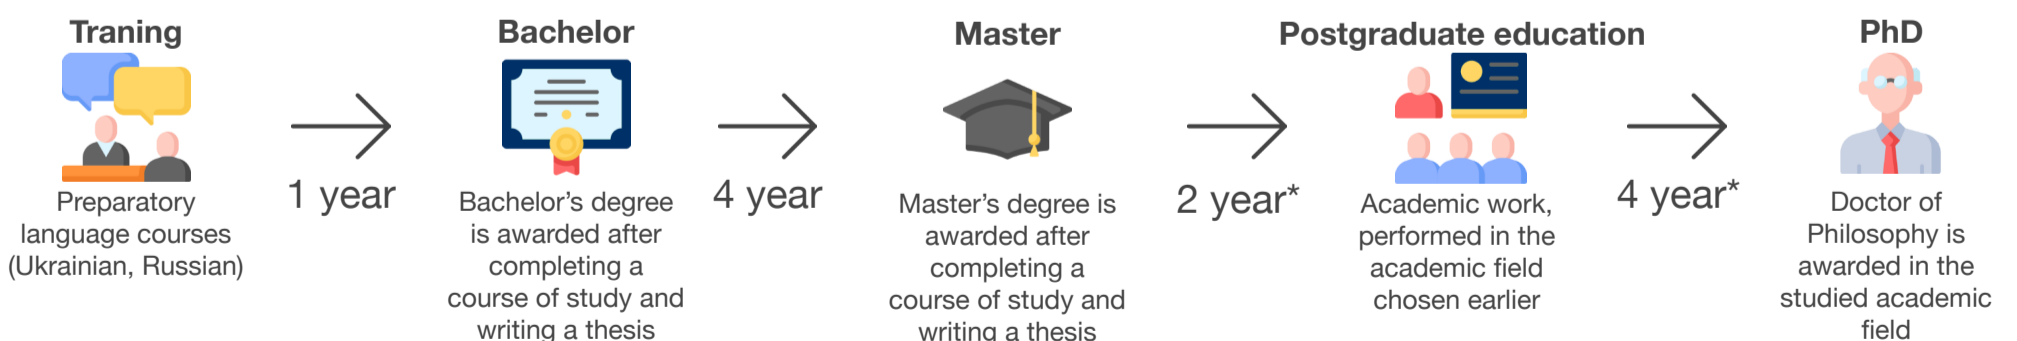 Traning
Preparatory
language courses
(Ukrainian, Russian)
1 year
Bachelor
Bachelor’s degree
is awarded after
completing a
course of study and
writing a thesis
4 year
Master
Master’s degree is
awarded after
completing a
course of study and
writing a thesis
2 year*
Postgraduate education
Academic work,
performed in the
academic field
chosen earlier
4 year*
PhD
Doctor of
Philosophy is
awarded in the
studied academic
field